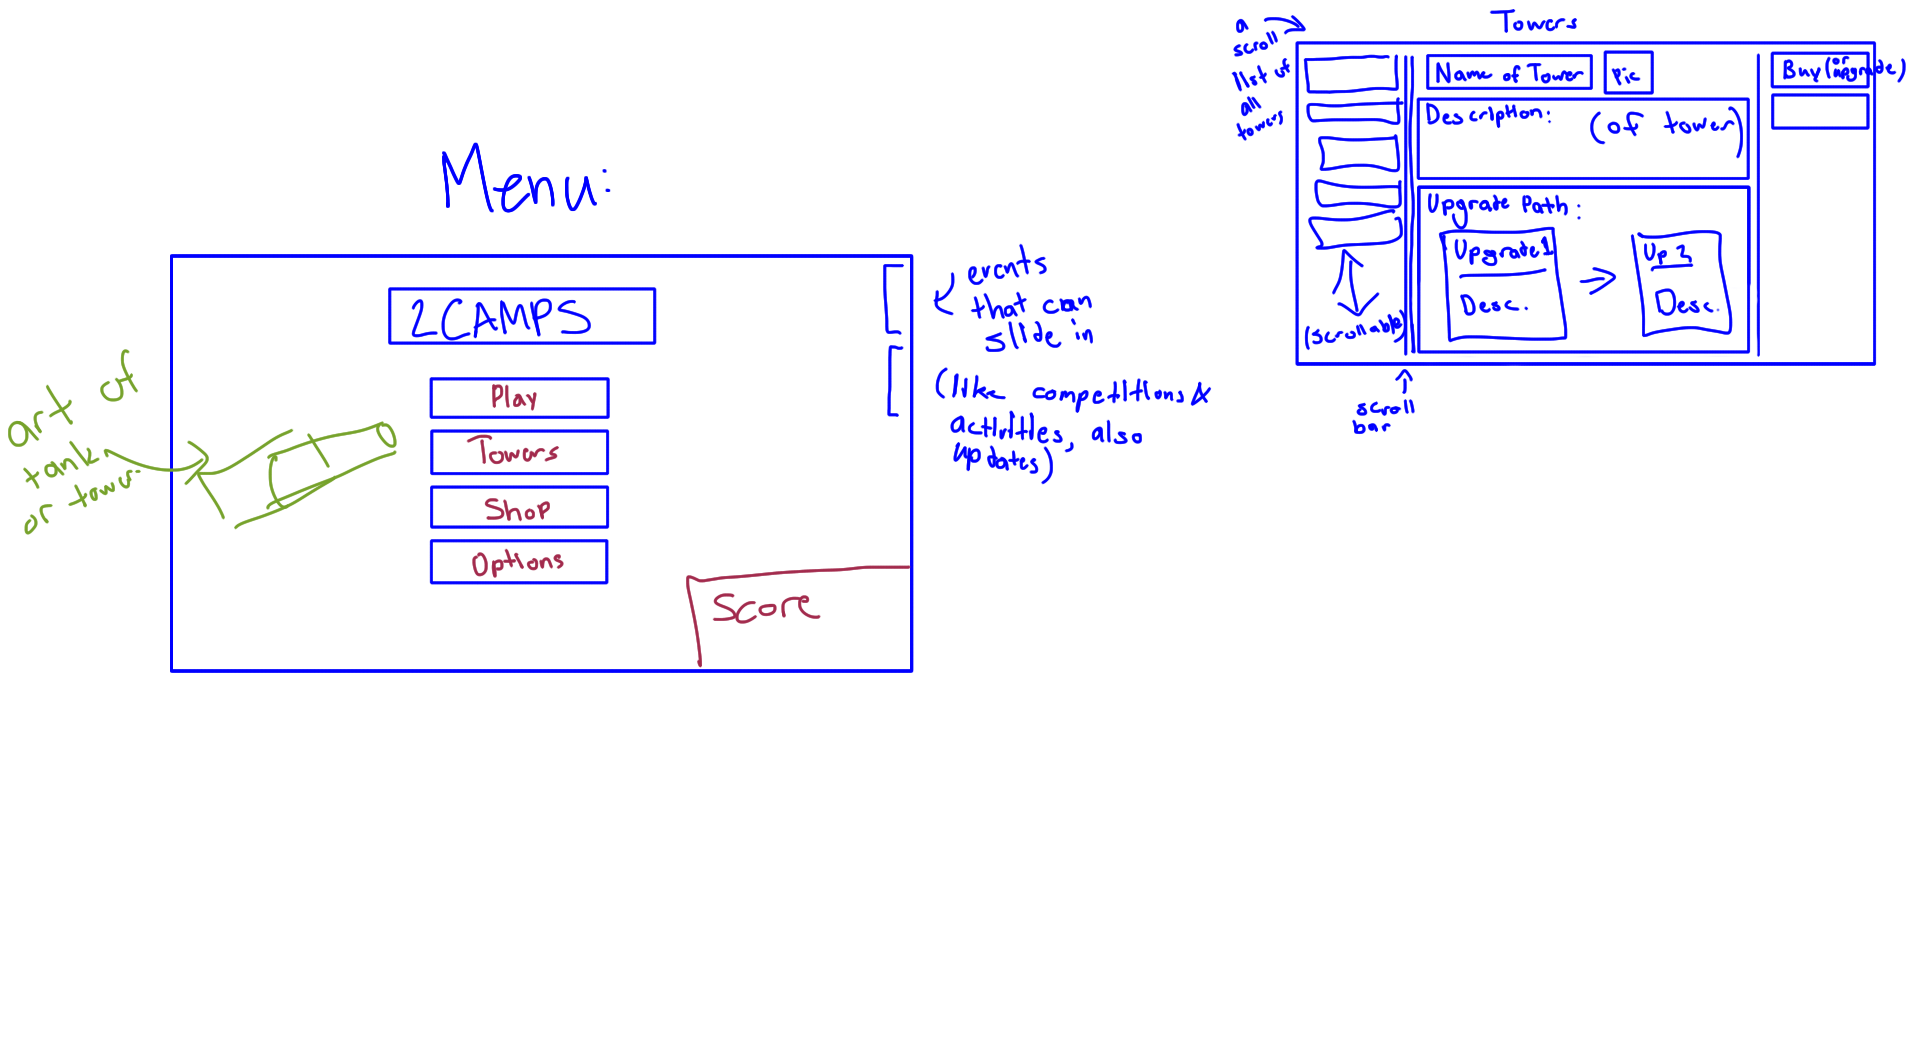 Menu:
2CAMPS
Play
Towers
Shop
Options
Score
art of
tank
or tower
events
that can
slide in
(like competitions &
activities, also
updates)
Towers
a
scroll
list of
all
towers
(scrollable)
scroll
bar
Name of Tower
Pic
Description:
(of tower)
Upgrade Path:
Upgrade 1
Desc.
Up 2
Desc.
Buy (or upgrade)